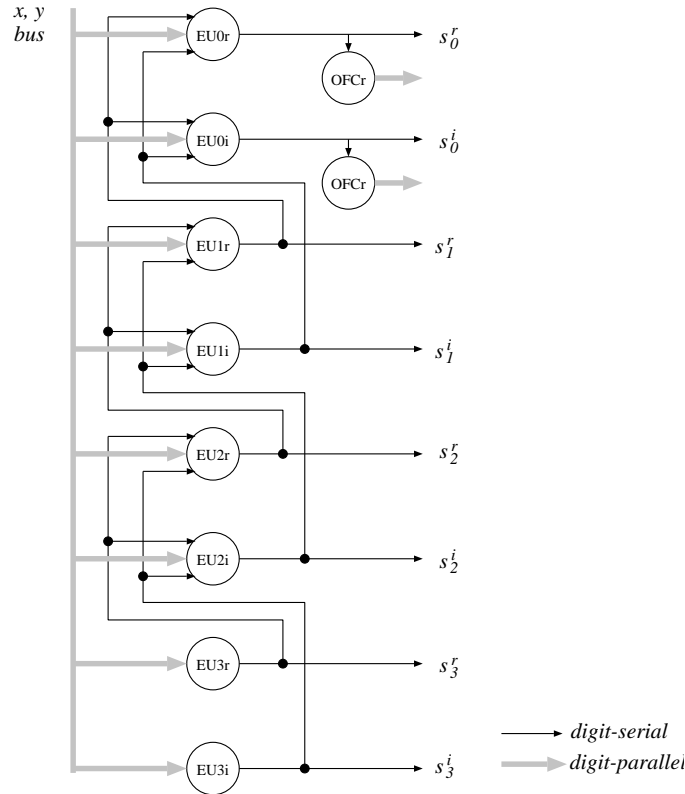 x, y
bus
EU0r
s_0^r
OFCr
EU0i
s_0^i
OFCr
EU1r
s_1^r
EU1i
s_1^i
EU2r
s_2^r
EU2i
s_2^i
EU3r
s_3^r
digit-serial
EU3i
s_3^i
digit-parallel